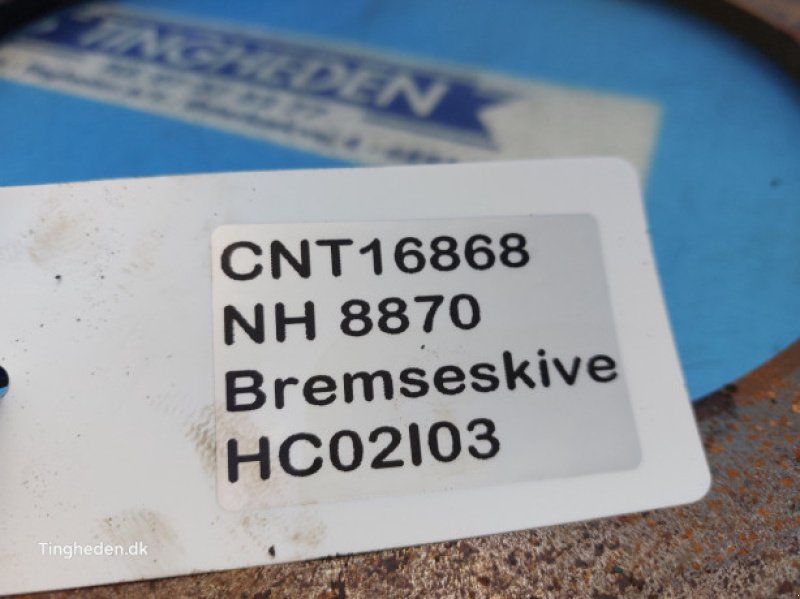 TINGHEDEN
CNT16868
NH 8870
Bremseskive
HC02I03
Tingheden.dk